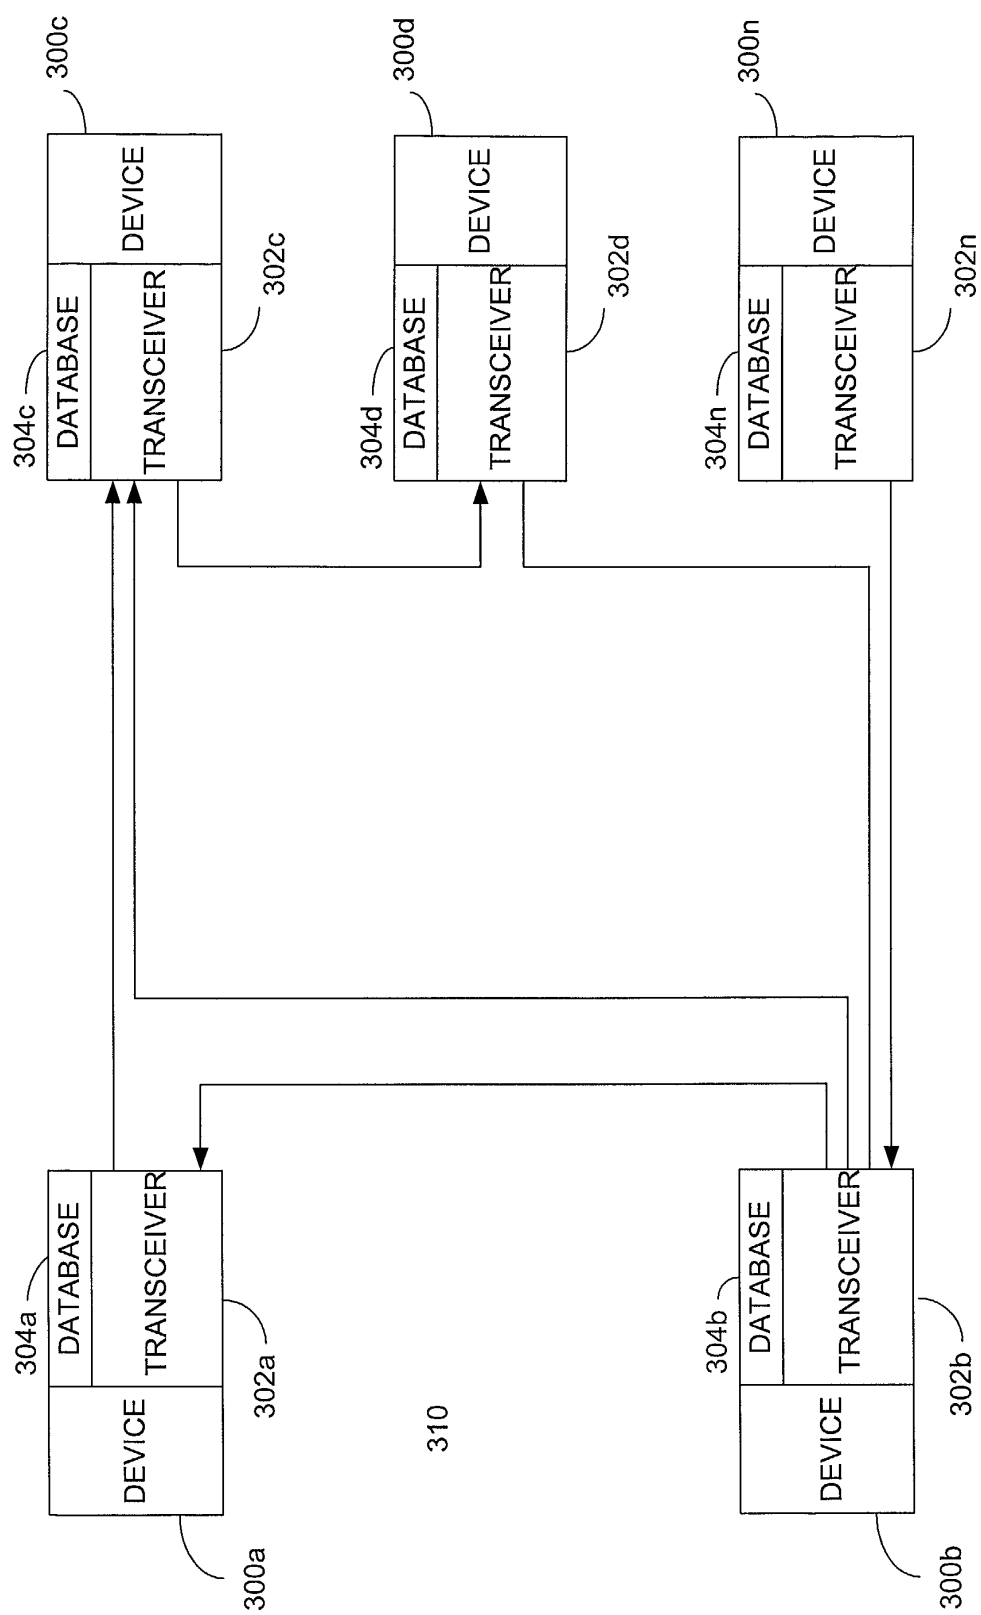 304a
304c
300c
DATABASE
DATABASE
DEVICE
TRANSCEIVER
TRANSCEIVER
DEVICE
300a
302a
302c
304d
300d
DATABASE
310
TRANSCEIVER
DEVICE
302d
304b
304n
300n
DATABASE
DATABASE
DEVICE
TRANSCEIVER
TRANSCEIVER
DEVICE
300b
302b
302n